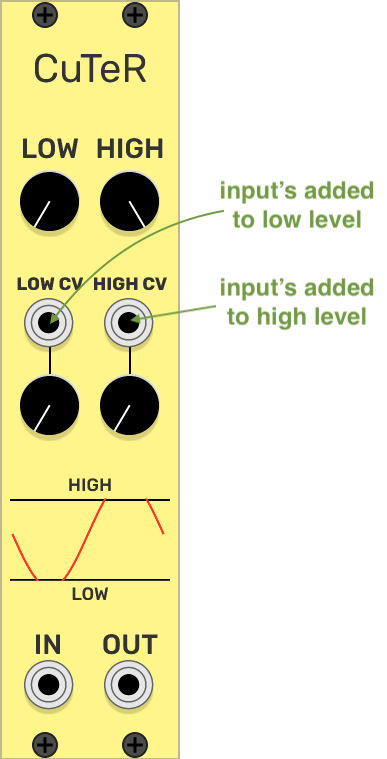 CuTeR
LOW HIGH
input's added
to low level
LOW CV HIGH CV
input's added
to high level
HIGH
LOW
IN OUT